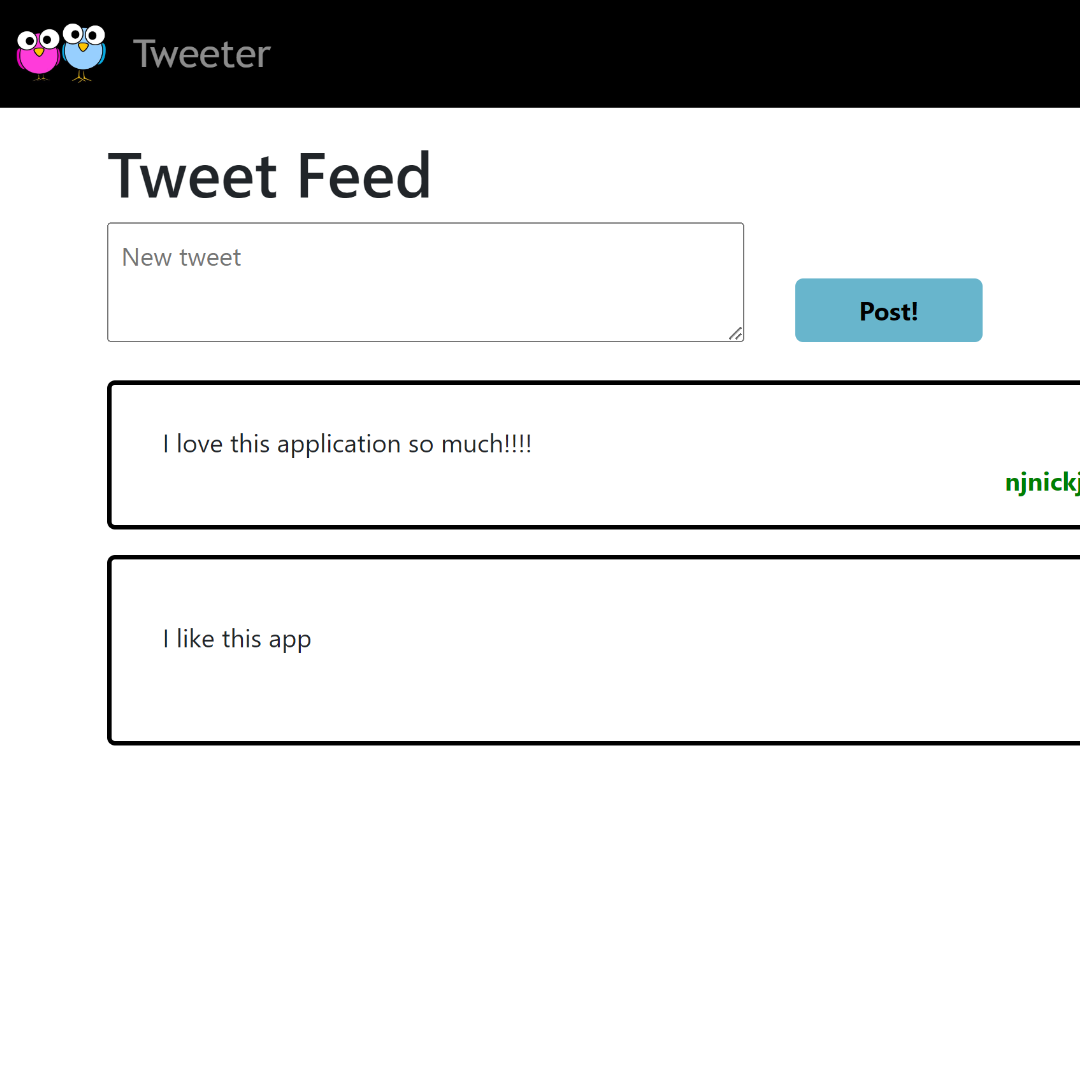 Tweeter
Tweet Feed
New tweet
Post!
I love this application so much!!!!
njnickj
I like this app